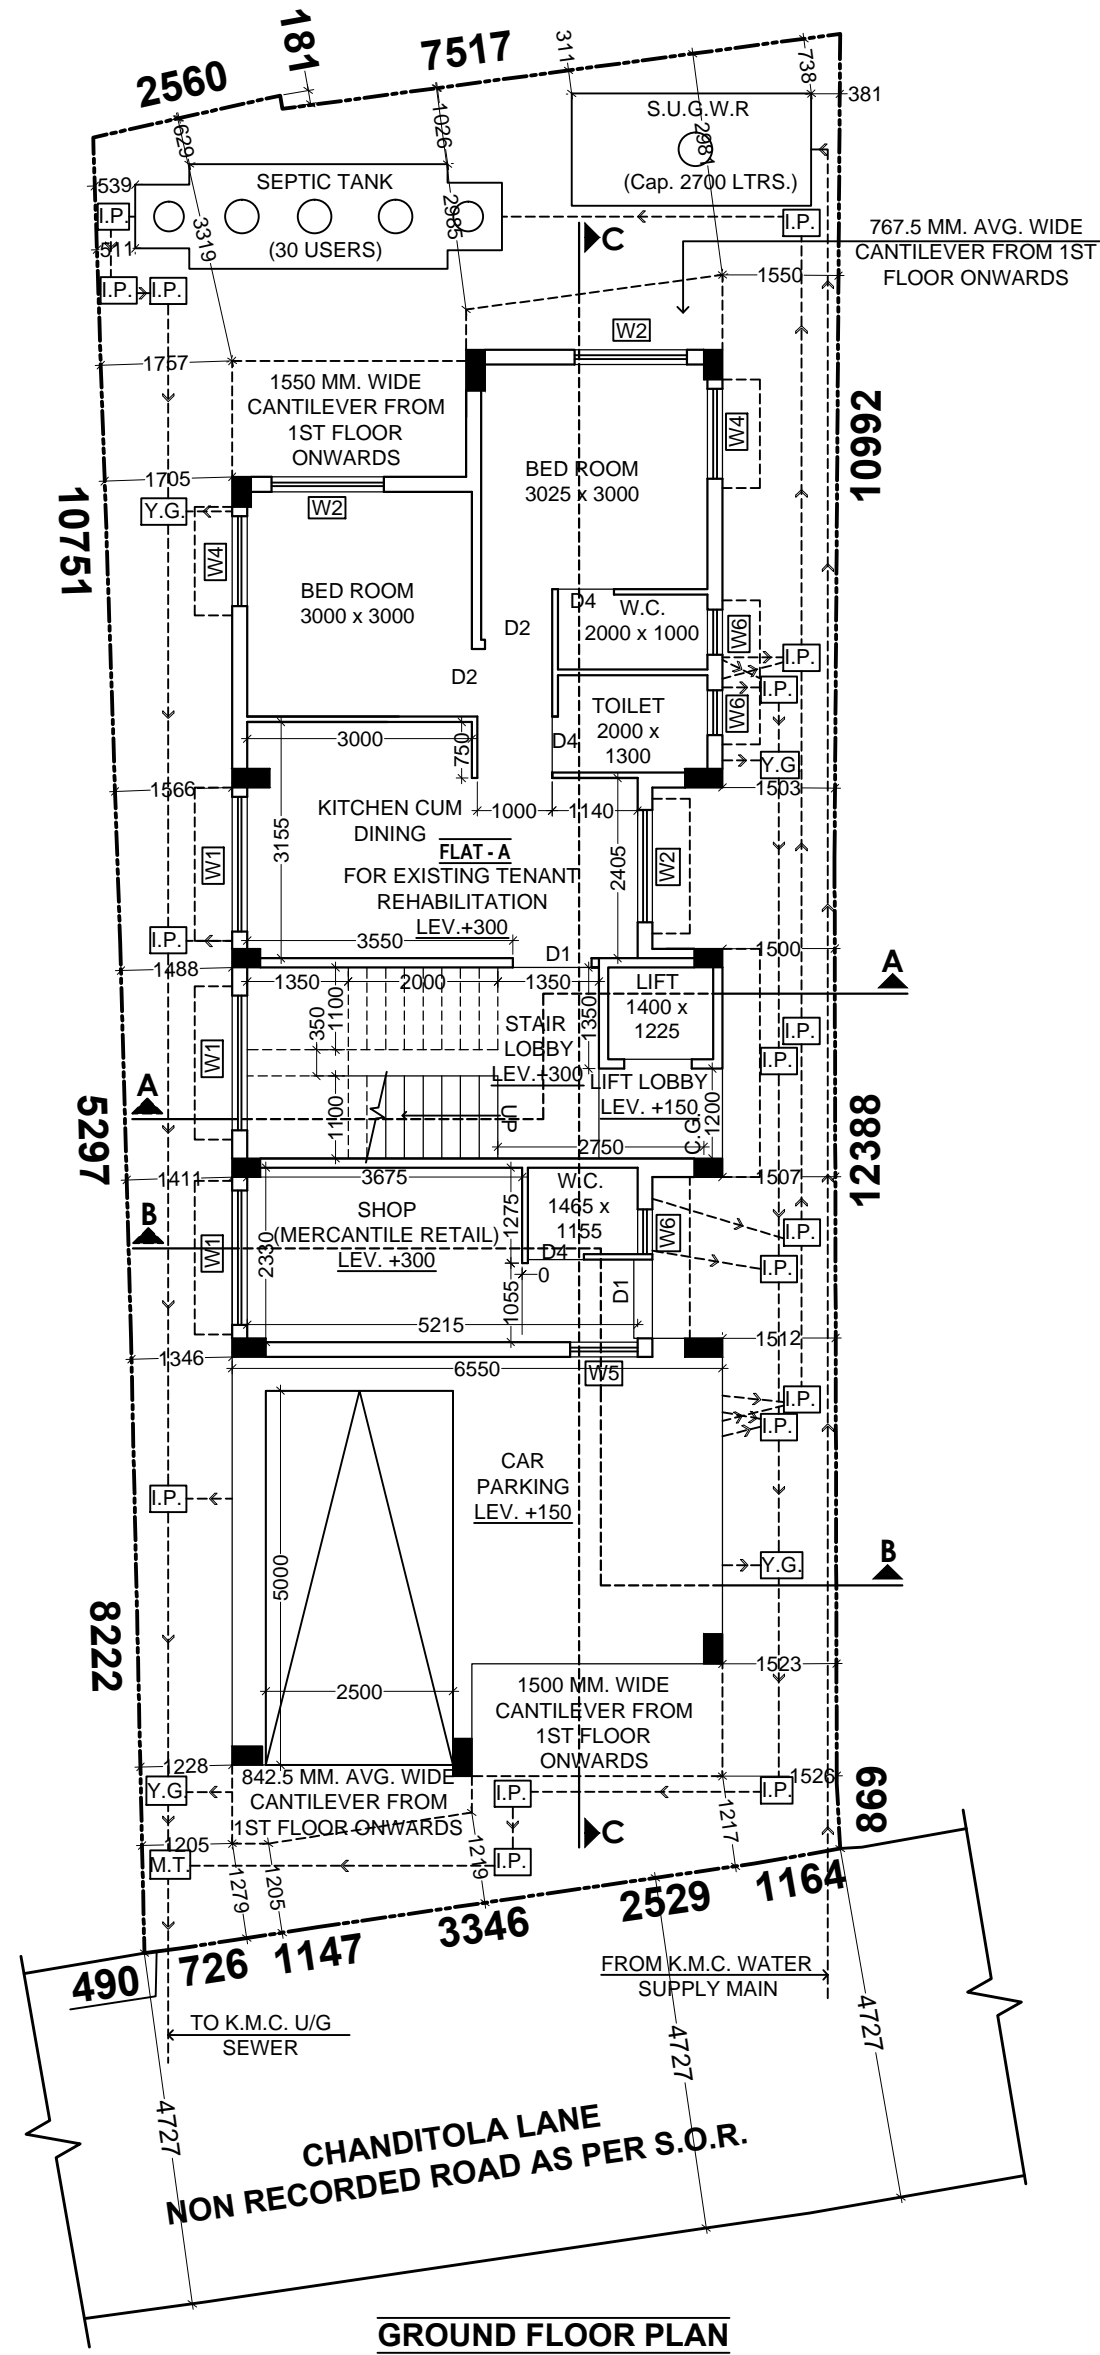 2560
181
7517
311
738
381
629
1026
2981
S.U.G.W.R
(Cap. 2700 LTRS.)
539
SEPTIC TANK
(30 USERS)
I.P.
511
3319
2985
I.P.
767.5 MM. AVG. WIDE
CANTILEVER FROM 1ST
FLOOR ONWARDS
1550
C
I.P.
I.P.
W2
1757
1550 MM. WIDE
CANTILEVER FROM
1ST FLOOR
ONWARDS
10992
W4
BED ROOM
3025 x 3000
1705
Y.G.
W2
10751
W4
BED ROOM
3000 x 3000
D4
W.C.
2000 x 1000
D2
W6
I.P.
D2
I.P.
TOILET
2000 x
1300
W6
3000
750
D4
Y.G
1566
1503
KITCHEN CUM
DINING
1000
1140
3155
FLAT - A
FOR EXISTING TENANT
REHABILITATION
LEV.+300
2405
W1
W2
I.P.
3550
D1
1500
1488
A
1350
2000
1350
LIFT
1400 x
1225
350
1100
STAIR
LOBBY
LEV.+300
1350
I.P.
W1
I.P.
LIFT LOBBY
LEV. +150
A
1100
UP
C.G.
1200
5297
12388
2750
1411
3675
1507
W.C.
1465 x
1155
SHOP
(MERCANTILE RETAIL)
LEV. +300
1275
B
W1
2330
D4
0
W6
I.P.
I.P.
1055
D1
5215
1512
1346
6550
W5
I.P.
I.P.
CAR
PARKING
LEV. +150
I.P.
5000
B
Y.G.
8222
2500
1523
1500 MM. WIDE
CANTILEVER FROM
1ST FLOOR
ONWARDS
1228
1526
Y.G.
842.5 MM. AVG. WIDE
CANTILEVER FROM
1ST FLOOR ONWARDS
I.P.
I.P.
869
C
1205
M.T.
I.P.
1217
1279
1205
1219
1164
2529
3346
1147
726
490
FROM K.M.C. WATER
SUPPLY MAIN
TO K.M.C. U/G
SEWER
4727
4727
4727
CHANDITOLA LANE
NON RECORDED ROAD AS PER S.O.R.
GROUND FLOOR PLAN